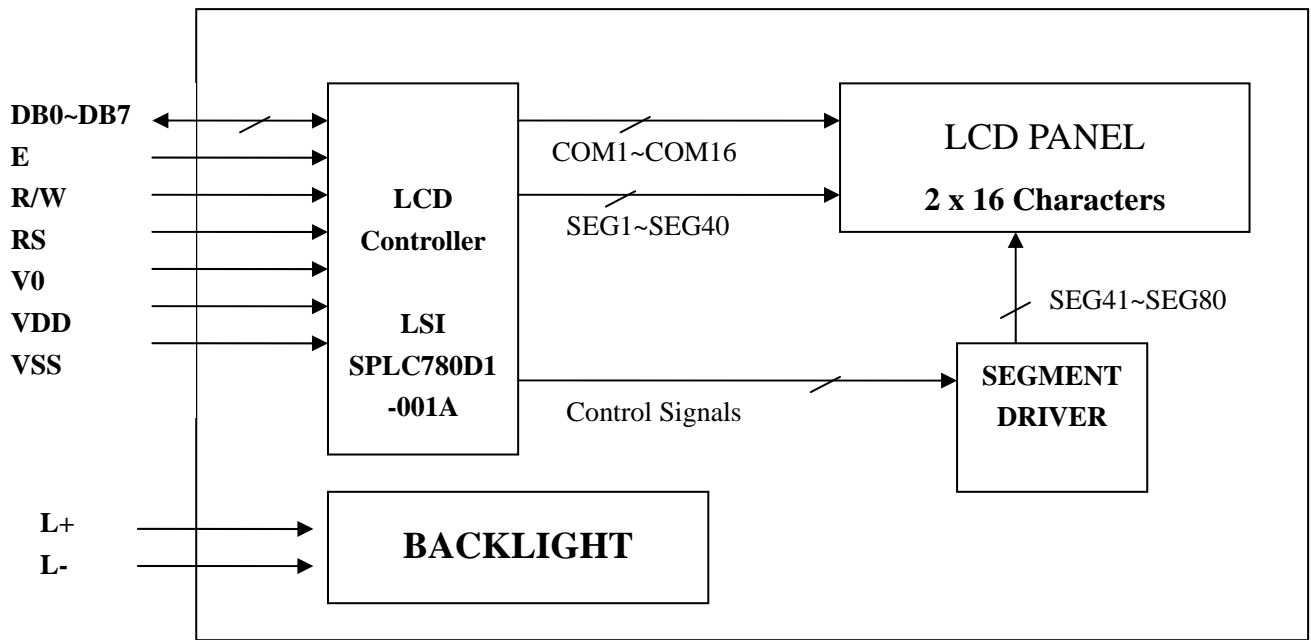 DB0~DB7
E
R/W
RS
V0
VDD
VSS
LCD
Controller
LSI
SPLC780D1
-001A
COM1~COM16
SEG1~SEG40
Control Signals
LCD PANEL
2 x 16 Characters
SEG41~SEG80
SEGMENT
DRIVER
L+
L-
BACKLIGHT